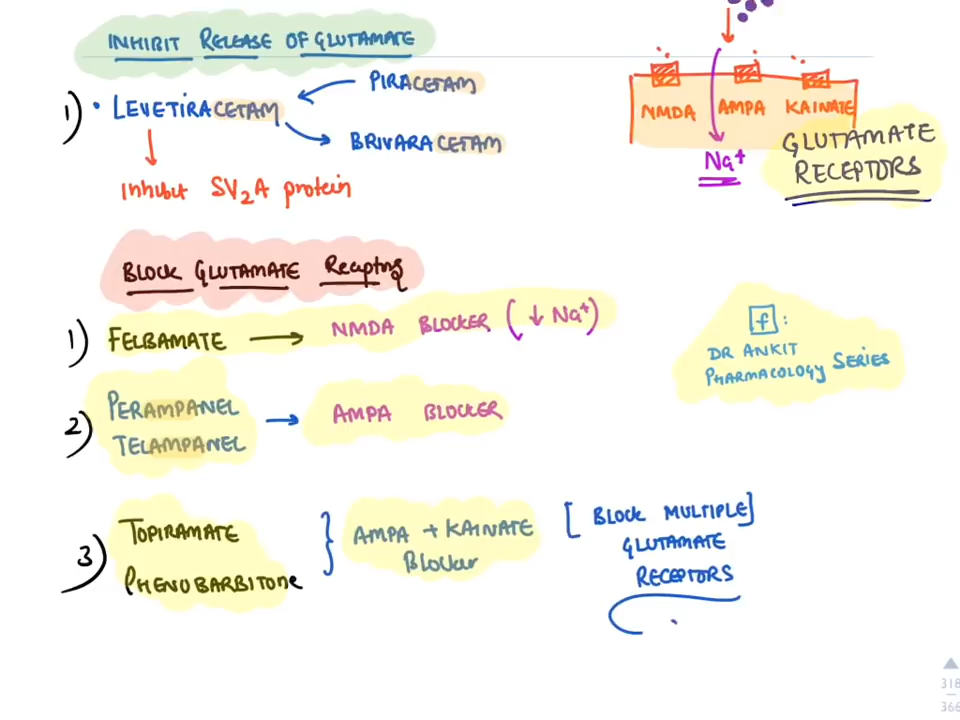 INHIBIT RELEASE OF GLUTAMATE
1) • LEVETIRACETAM
PIRACETAM
BRIVARACETAM
Inhibit SV2A protein
NMDA AMPA KAINATE
Na+
GLUTAMATE
RECEPTORS
BLOCK GLUTAMATE Receptors
1) FELBAMATE → NMDA BLOCKER (↓ Na+)
f :
DR ANKIT
PHARMACOLOGY SERIES
2) PERAMPANEL
TELAMPANEL → AMPA BLOCKER
3) TOPIRAMATE
PHENOBARBITONE
} AMPA + KAINATE
Blocker
[BLOCK MULTIPLE]
GLUTAMATE
RECEPTORS
318
366